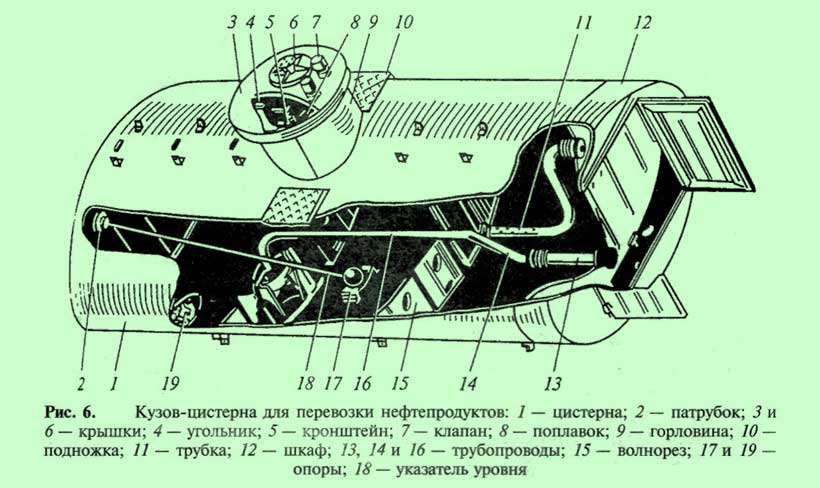 3 4 5 6 7 8 9 10 11 12
2 1 19 18 17 16 15 14 13
Рис. 6. Кузов-цистерна для перевозки нефтепродуктов: 1 — цистерна; 2 — патрубок; 3 и
6 — крышки; 4 — угольник; 5 — кронштейн; 7 — клапан; 8 — поплавок; 9 — горловина; 10 —
подножка; 11 — трубка; 12 — шкаф; 13, 14 и 16 — трубопроводы; 15 — волнорез; 17 и 19 —
опоры; 18 — указатель уровня